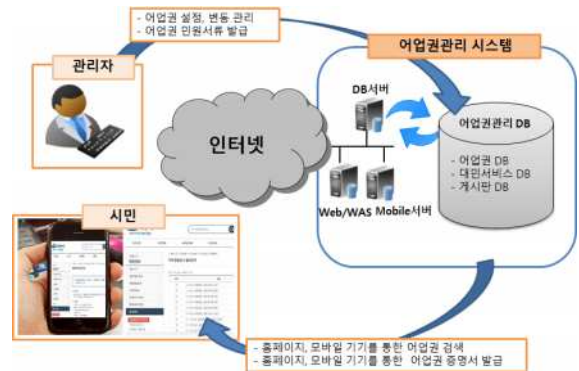 - 어업권 설정, 변동 관리
- 어업권 민원서류 발급
관리자
어업권관리 시스템
DB서버
어업권관리 DB
인터넷
- 어업권 DB
- 대민서비스 DB
- 게시판 DB
Web/WAS Mobile서버
시민
- 홈페이지, 모바일 기기를 통한 어업권 검색
- 홈페이지, 모바일 기기를 통한 어업권 증명서 발급